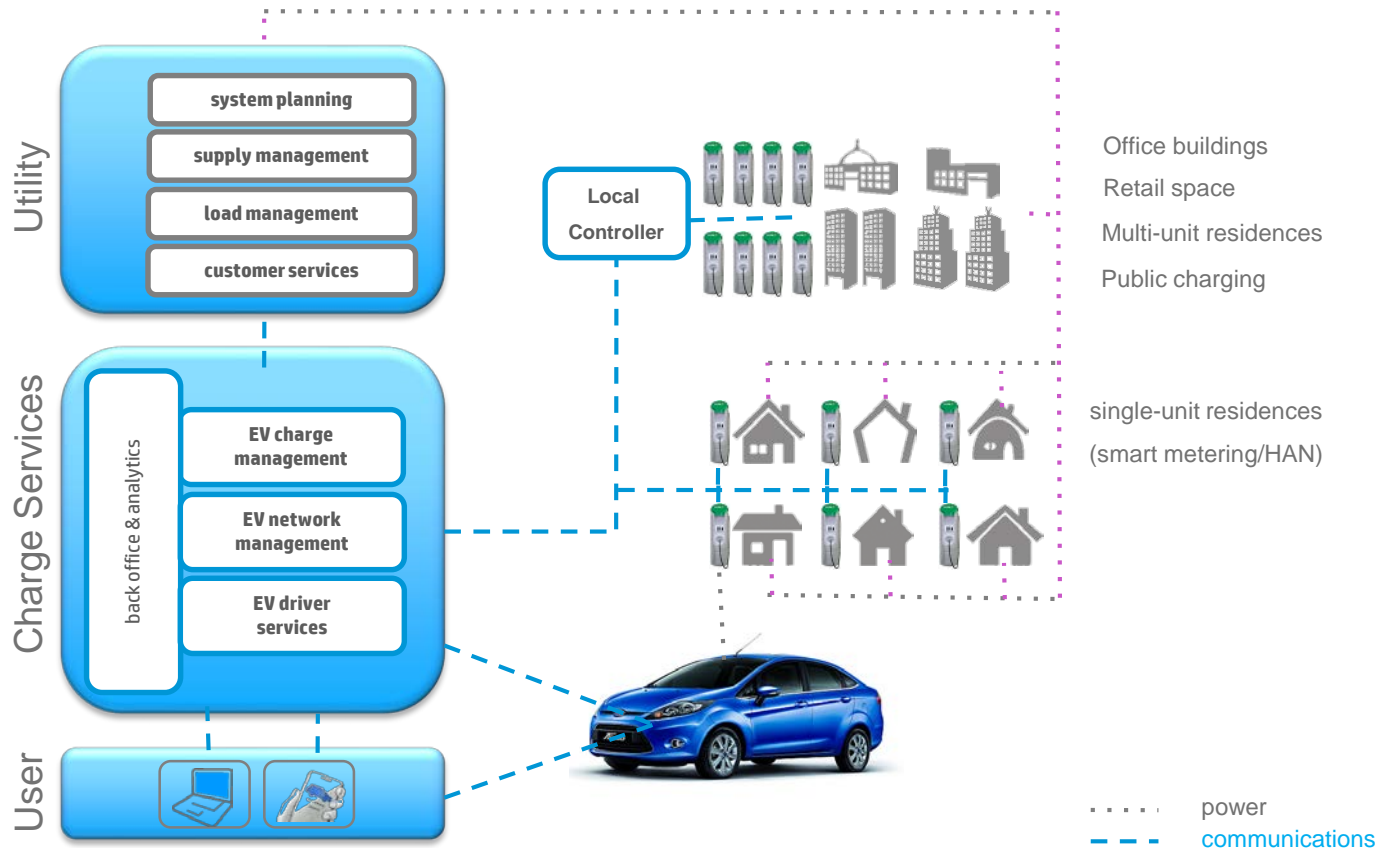 Utility
system planning
supply management
load management
customer services
Local
Controller
Office buildings
Retail space
Multi-unit residences
Public charging
Charge Services
back office & analytics
EV charge
management
EV network
management
EV driver
services
single-unit residences
(smart metering/HAN)
User
power
communications